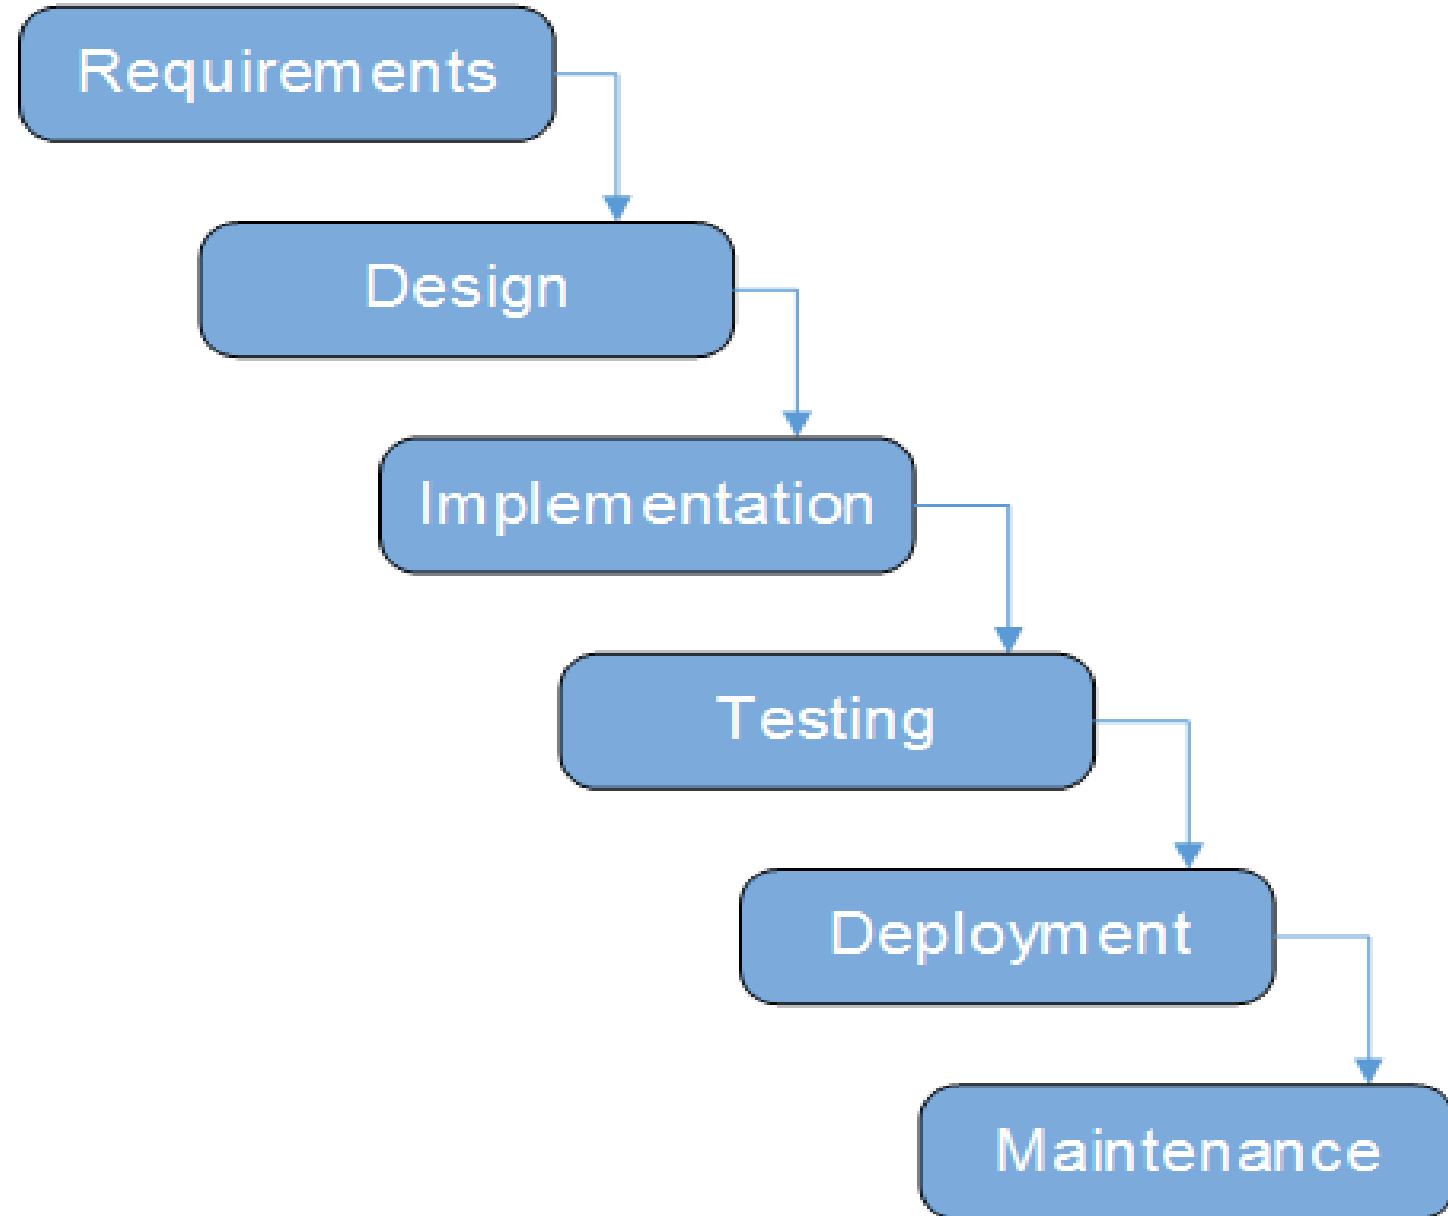 Requirements
Design
Implementation
Testing
Deployment
Maintenance